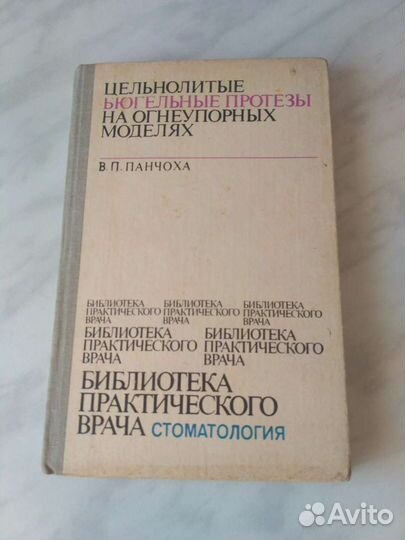 ЦЕЛЬНОЛИТЫЕ
БЮГЕЛЬНЫЕ ПРОТЕЗЫ
НА ОГНЕУПОРНЫХ
МОДЕЛЯХ
В. П. ПАНЧОХА
БИБЛИОТЕКА БИБЛИОТЕКА БИБЛИОТЕКА
ПРАКТИЧЕСКОГО ПРАКТИЧЕСКОГО ПРАКТИЧЕСКОГО
ВРАЧА ВРАЧА ВРАЧА
БИБЛИОТЕКА БИБЛИОТЕКА
ПРАКТИЧЕСКОГО ПРАКТИЧЕСКОГО
ВРАЧА ВРАЧА
БИБЛИОТЕКА
ПРАКТИЧЕСКОГО
ВРАЧА СТОМАТОЛОГИЯ
Avito